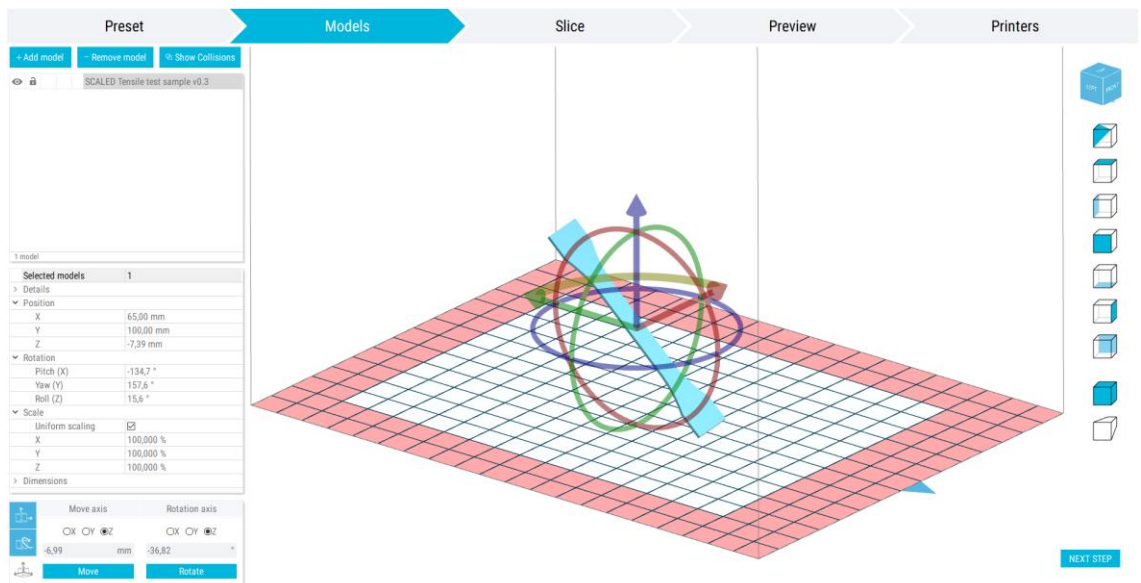 Preset Models Slice Preview Printers
+ Add model − Remove model Show Collisions
SCALED Tensile test sample v0.3
1 model
Selected models 1
Details
Position
X 65,00 mm
Y 100,00 mm
Z -7,39 mm
Rotation
Pitch (X) -134,7 °
Yaw (Y) 157,6 °
Roll (Z) 15,6 °
Scale
Uniform scaling
X 100,000 %
Y 100,000 %
Z 100,000 %
Dimensions
Move axis Rotation axis
X Y Z X Y Z
-6,99 mm -36,82 °
Move Rotate
LEFT FRONT
NEXT STEP